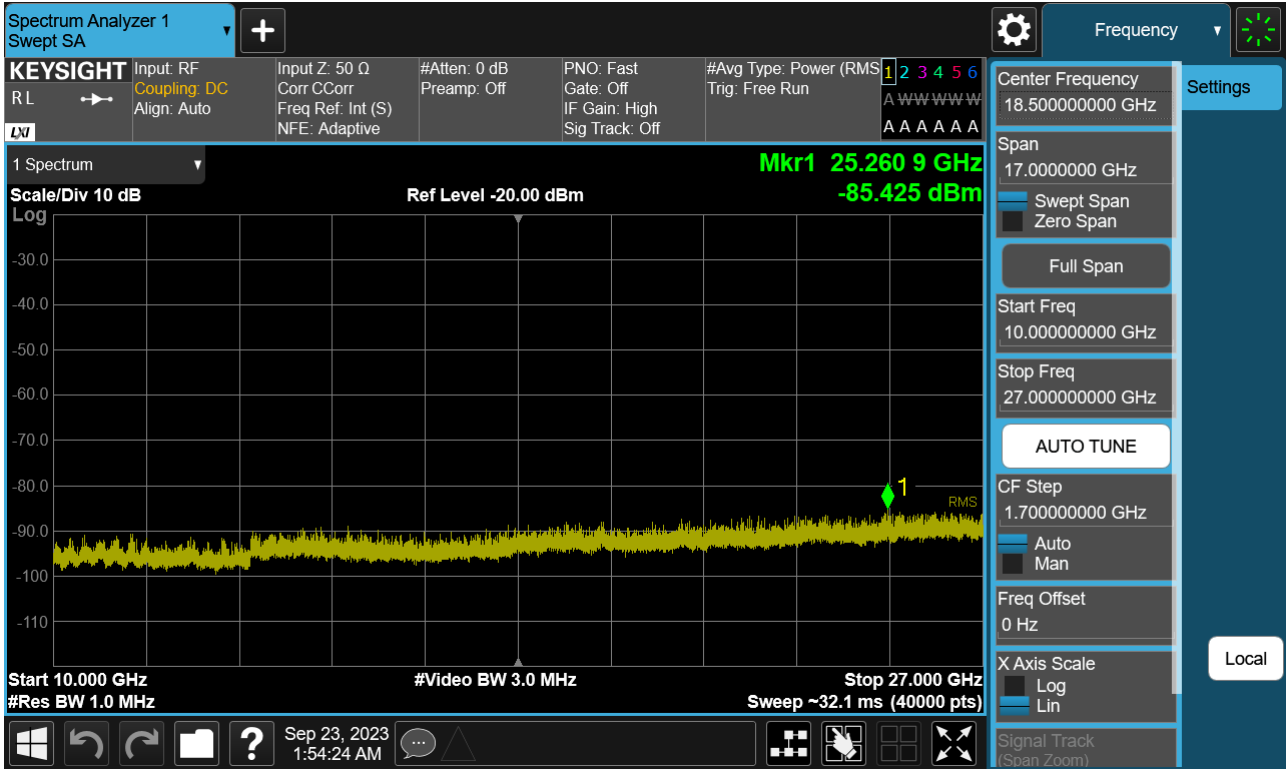 Spectrum Analyzer 1
Swept SA
Frequency
KEYSIGHT
R L
LXI
Input: RF
Coupling: DC
Align: Auto
Input Z: 50 Ω
Corr CCorr
Freq Ref: Int (S)
NFE: Adaptive
#Atten: 0 dB
Preamp: Off
PNO: Fast
Gate: Off
IF Gain: High
Sig Track: Off
#Avg Type: Power (RMS
Trig: Free Run
1 2 3 4 5 6
A W W W W W
A A A A A A
1 Spectrum
Mkr1 25.260 9 GHz
Scale/Div 10 dB
Ref Level -20.00 dBm
-85.425 dBm
Log
-30.0
-40.0
-50.0
-60.0
-70.0
-80.0
1
RMS
-90.0
-100
-110
Start 10.000 GHz
#Video BW 3.0 MHz
Stop 27.000 GHz
#Res BW 1.0 MHz
Sweep ~32.1 ms (40000 pts)
Center Frequency
18.500000000 GHz
Settings
Span
17.0000000 GHz
Swept Span
Zero Span
Full Span
Start Freq
10.000000000 GHz
Stop Freq
27.000000000 GHz
AUTO TUNE
CF Step
1.700000000 GHz
Auto
Man
Freq Offset
0 Hz
X Axis Scale
Log
Lin
Local
Signal Track
(Span Zoom)
?
Sep 23, 2023
1:54:24 AM